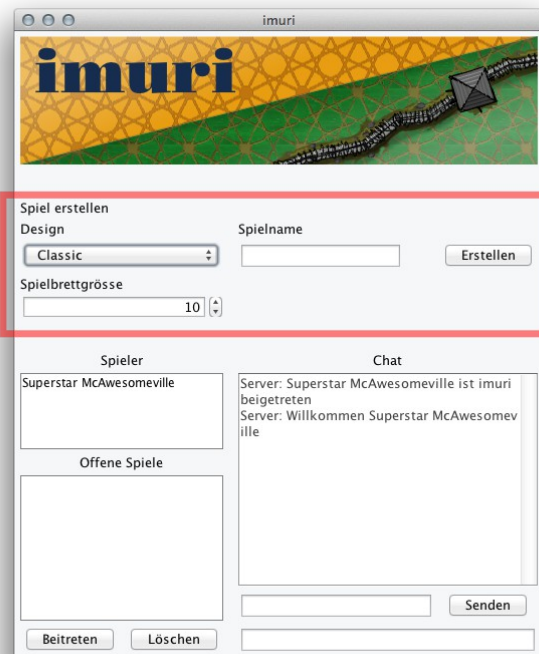 imuri
imuri
Spiel erstellen
Design
Spielname
Classic
Erstellen
Spielbrettgrösse
10
Spieler
Chat
Superstar McAwesomeville
Server: Superstar McAwesomeville ist imuri
beigetreten
Server: Willkommen Superstar McAwesomev
ille
Offene Spiele
Senden
Beitreten
Löschen